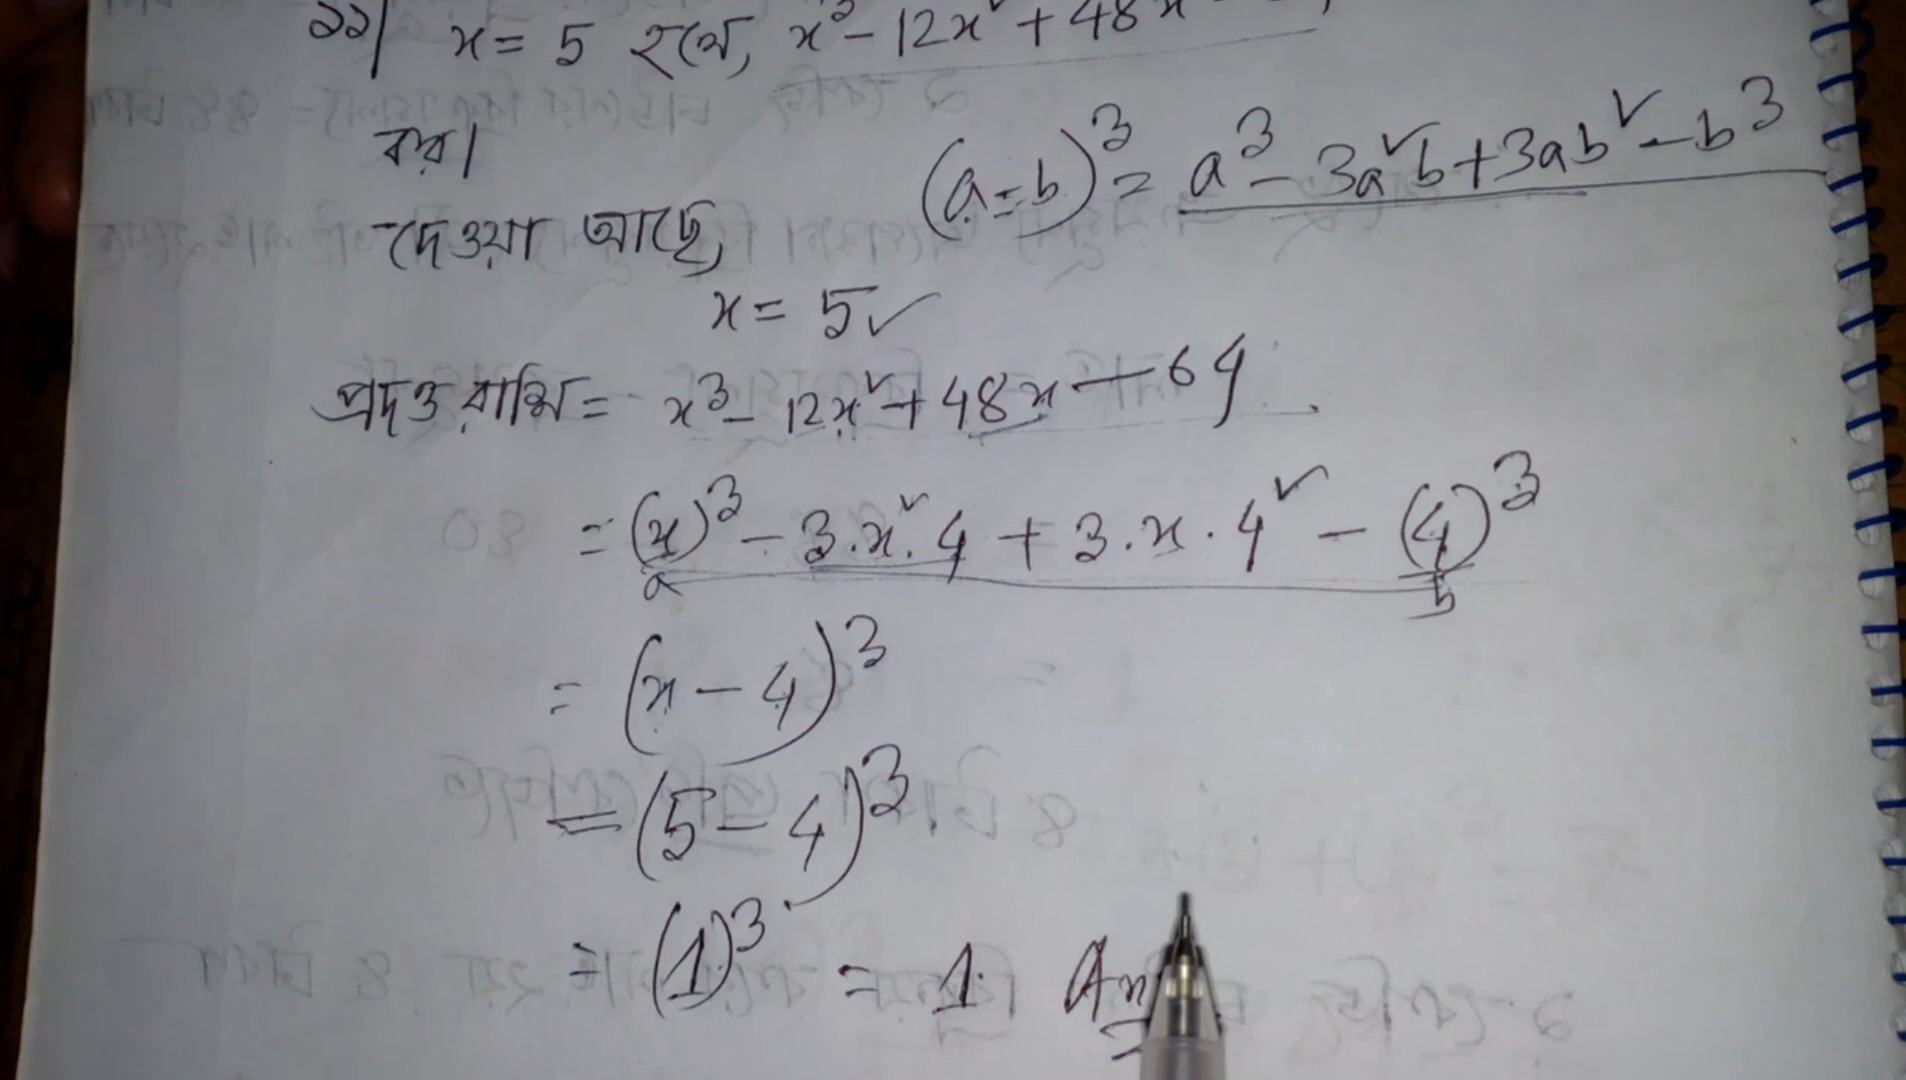 ১১| x = 5 হলে, x³ - 12x² + 48x
কর।
(a-b)³ = a³ - 3a²b + 3ab² - b³
দেওয়া আছে,
x = 5 ✓
প্রদত্ত রাশি = x³ - 12x² + 48x - 64
= (x)³ - 3.x².4 + 3.x.4² - (4)³
a b
= (x - 4)³
= (5 - 4)³
= (1)³ = 1. Ans